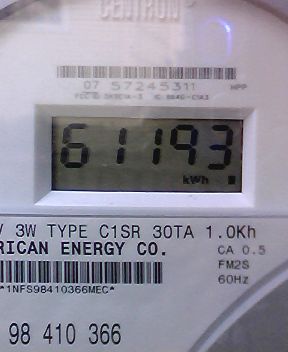 CENTRON
07 57245311 HPP
61193
kWh
V 3W TYPE C1SR 30TA 1.0Kh
RICAN ENERGY CO.
CA 0.5
FM2S
60Hz
*1NFS98410366MEC*
98 410 366